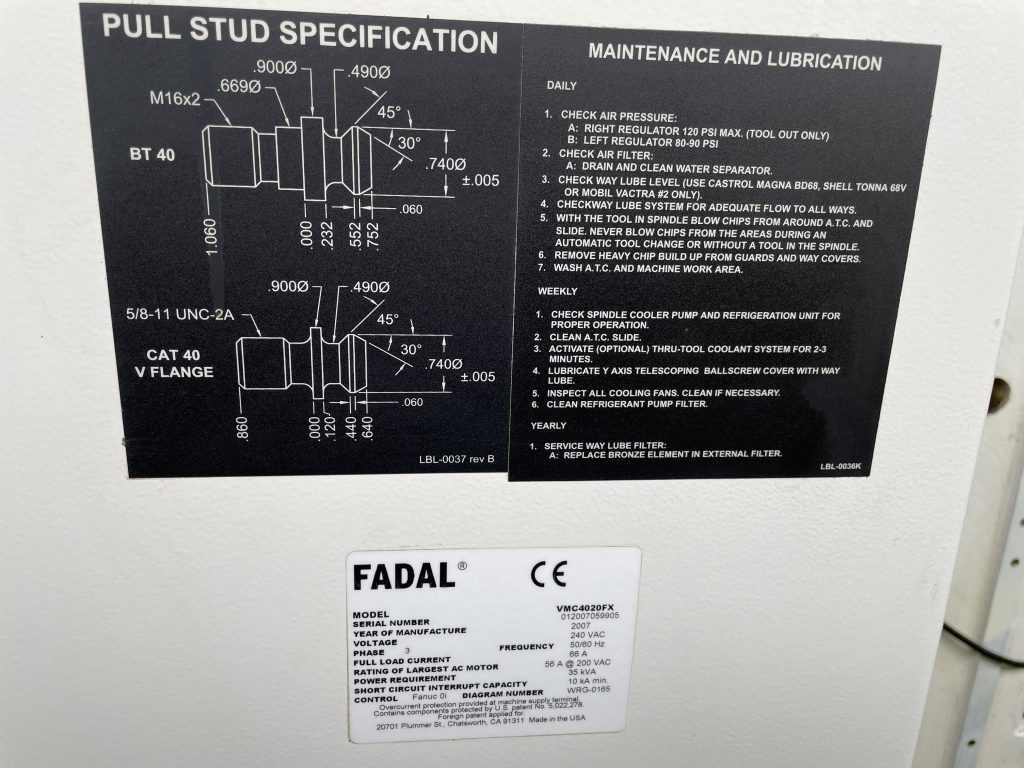 PULL STUD SPECIFICATION
.900Ø
.490Ø
.669Ø
M16x2
45°
30°
BT 40
.740Ø
±.005
.060
1.060
.000
.232
.552
.752
.900Ø
.490Ø
5/8-11 UNC-2A
45°
30°
CAT 40
V FLANGE
.740Ø
±.005
.060
.860
.000
.120
.440
.640
LBL-0037 rev B
MAINTENANCE AND LUBRICATION
DAILY
1. CHECK AIR PRESSURE:
A: RIGHT REGULATOR 120 PSI MAX. (TOOL OUT ONLY)
B: LEFT REGULATOR 80-90 PSI
2. CHECK AIR FILTER:
A: DRAIN AND CLEAN WATER SEPARATOR.
3. CHECK WAY LUBE LEVEL (USE CASTROL MAGNA BD68, SHELL TONNA 68V
OR MOBIL VACTRA #2 ONLY).
4. CHECKWAY LUBE SYSTEM FOR ADEQUATE FLOW TO ALL WAYS.
5. WITH THE TOOL IN SPINDLE BLOW CHIPS FROM AROUND A.T.C. AND
SLIDE. NEVER BLOW CHIPS FROM THE AREAS DURING AN
AUTOMATIC TOOL CHANGE OR WITHOUT A TOOL IN THE SPINDLE.
6. REMOVE HEAVY CHIP BUILD UP FROM GUARDS AND WAY COVERS.
7. WASH A.T.C. AND MACHINE WORK AREA.
WEEKLY
1. CHECK SPINDLE COOLER PUMP AND REFRIGERATION UNIT FOR
PROPER OPERATION.
2. CLEAN A.T.C. SLIDE.
3. ACTIVATE (OPTIONAL) THRU-TOOL COOLANT SYSTEM FOR 2-3
MINUTES.
4. LUBRICATE Y AXIS TELESCOPING BALLSCREW COVER WITH WAY
LUBE.
5. INSPECT ALL COOLING FANS. CLEAN IF NECESSARY.
6. CLEAN REFRIGERANT PUMP FILTER.
YEARLY
1. SERVICE WAY LUBE FILTER:
A: REPLACE BRONZE ELEMENT IN EXTERNAL FILTER.
LBL-0036K
FADAL® CE
MODEL VMC4020FX
SERIAL NUMBER 012007059905
YEAR OF MANUFACTURE 2007
VOLTAGE 240 VAC
PHASE 3 FREQUENCY 50/60 Hz
FULL LOAD CURRENT 66 A
RATING OF LARGEST AC MOTOR 56 A @ 200 VAC
POWER REQUIREMENT 35 kVA
SHORT CIRCUIT INTERRUPT CAPACITY 10 kA min.
CONTROL Fanuc 0i DIAGRAM NUMBER WRG-0165
Overcurrent protection provided at machine supply terminal.
Contains components protected by U.S. patent No. 5,022,278.
Foreign patent applied for.
20701 Plummer St., Chatsworth, CA 91311 Made in the USA